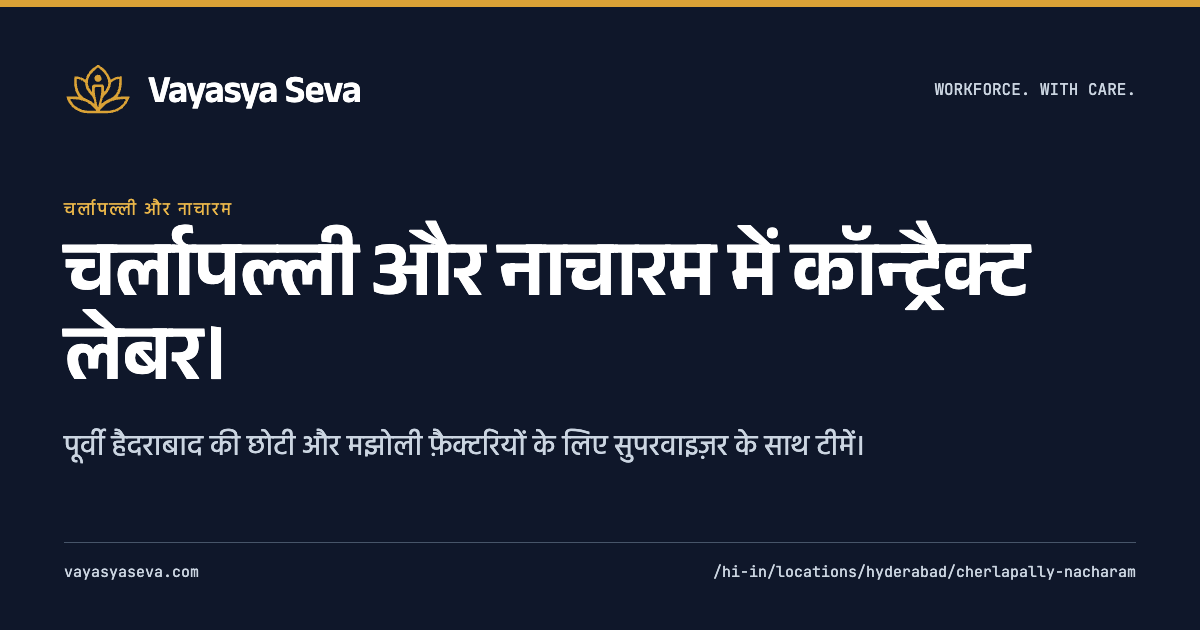 Vayasya Seva
WORKFORCE. WITH CARE.
चर्लापल्ली और नाचारम
चर्लापल्ली और नाचारम में कॉन्ट्रैक्ट
लेबर।
पूर्वी हैदराबाद की छोटी और मझोली फ़ैक्टरियों के लिए सुपरवाइज़र के साथ टीमें।
vayasyaseva.com
/hi-in/locations/hyderabad/cherlapally-nacharam